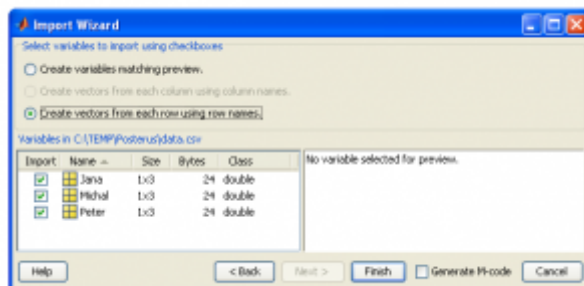 Import Wizard
Select variables to import using checkboxes
Create variables matching preview.
Create vectors from each column using column names.
Create vectors from each row using row names.
Variables in C:\TEMP\Posterus\data.csv
Import Name Size Bytes Class
Jana 1x3 24 double
Michal 1x3 24 double
Peter 1x3 24 double
No variable selected for preview.
Help < Back Next > Finish Generate M-code Cancel